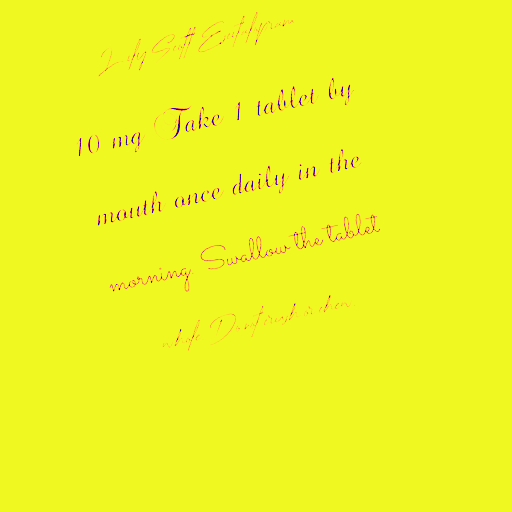 Scott Escitalopram
10 mg Take 1 tablet by
mouth once daily in the
morning. Swallow the tablet
whole Do not crush or chew